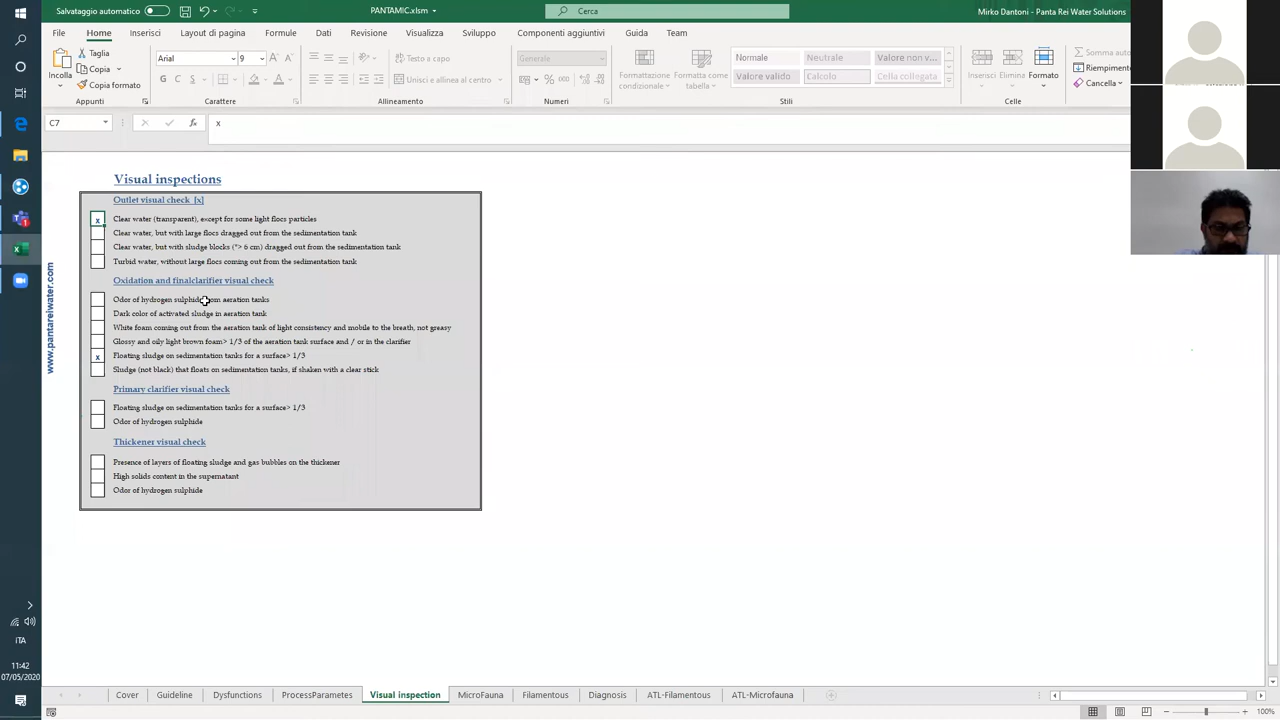 Salvataggio automatico
PANTAMIC.xlsm
Cerca
Mirko Dantoni - Panta Rei Water Solutions
File Home Inserisci Layout di pagina Formule Dati Revisione Visualizza Sviluppo Componenti aggiuntivi Guida Team
Incolla
Taglia
Copia
Copia formato
Appunti
Arial 9
G C S
Carattere
Testo a capo
Unisci e allinea al centro
Allineamento
Generale
Numeri
Formattazione condizionale
Formatta come tabella
Normale Neutrale Valore non v...
Valore valido Calcolo Cella collegata
Stili
Inserisci Elimina Formato
Celle
Somma auto
Riempimento
Cancella
C7 fx x
Visual inspections
Outlet visual check [x]
x Clear water (transparent), except for some light flocs particles
Clear water, but with large flocs dragged out from the sedimentation tank
Clear water, but with sludge blocks (*> 6 cm) dragged out from the sedimentation tank
Turbid water, without large flocs coming out from the sedimentation tank
Oxidation and finalclarifier visual check
Odor of hydrogen sulphide from aeration tanks
Dark color of activated sludge in aeration tank
White foam coming out from the aeration tank of light consistency and mobile to the breath, not greasy
Glossy and oily light brown foam> 1/3 of the aeration tank surface and / or in the clarifier
x Floating sludge on sedimentation tanks for a surface> 1/3
Sludge (not black) that floats on sedimentation tanks, if shaken with a clear stick
Primary clarifier visual check
Floating sludge on sedimentation tanks for a surface> 1/3
Odor of hydrogen sulphide
Thickener visual check
Presence of layers of floating sludge and gas bubbles on the thickener
High solids content in the supernatant
Odor of hydrogen sulphide
www.pantareiwater.com
Cover Guideline Dysfunctions ProcessParametes Visual inspection MicroFauna Filamentous Diagnosis ATL-Filamentous ATL-Microfauna
100%
ITA
11:42
07/05/2020